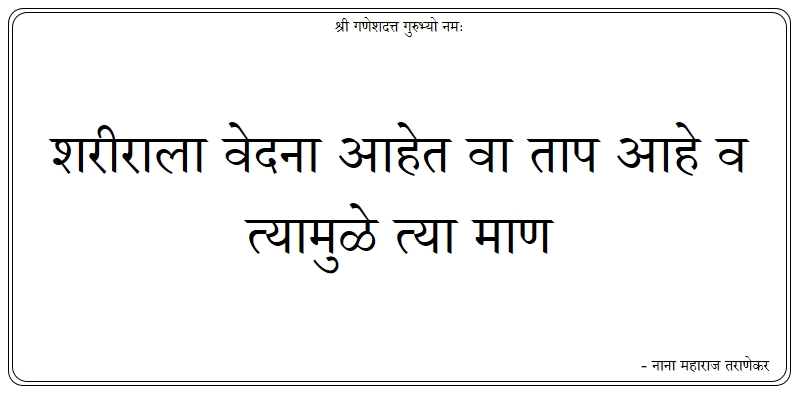 श्री गणेशदत्त गुरुभ्यो नमः
शरीराला वेदना आहेत वा ताप आहे व
त्यामुळे त्या माण
- नाना महाराज तराणेकर